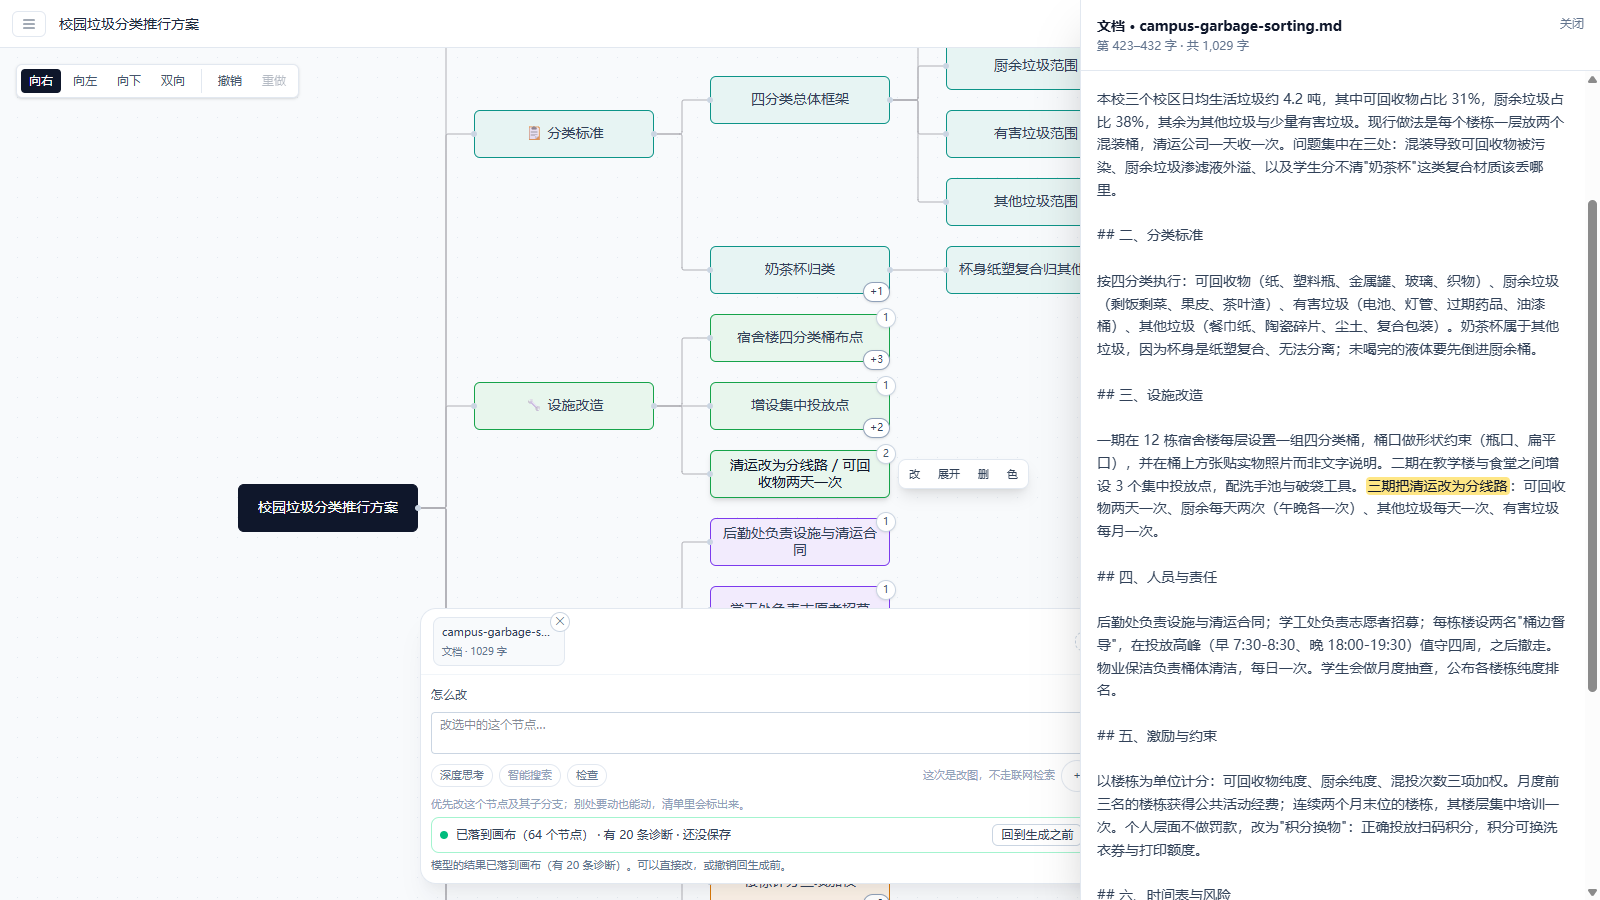 校园垃圾分类推行方案
向右 向左 向下 双向 撤销 重做
分类标准
四分类总体框架
厨余垃圾范围
有害垃圾范围
其他垃圾范围
奶茶杯归类
+1
杯身纸塑复合归其他
设施改造
宿舍楼四分类桶布点
1
+3
增设集中投放点
1
+2
清运改为分线路 / 可回
收物两天一次
2
改 展开 删 色
校园垃圾分类推行方案
后勤处负责设施与清运合
同
1
学工处负责志愿者招募
1
campus-garbage-s...
文档 · 1029 字
怎么改
改选中的这个节点...
深度思考 智能搜索 检查
这次是改图，不走联网检索
+
优先改这个节点及其子分支；别处要动也能动，清单里会标出来。
已落到画布（64 个节点） · 有 20 条诊断 · 还没保存
回到生成之前
模型的结果已落到画布（有 20 条诊断）。可以直接改，或撤销回生成前。
文档 • campus-garbage-sorting.md
关闭
第 423–432 字 · 共 1,029 字
本校三个校区日均生活垃圾约 4.2 吨，其中可回收物占比 31%，厨余垃圾占
比 38%，其余为其他垃圾与少量有害垃圾。现行做法是每个楼栋一层放两个
混装桶，清运公司一天收一次。问题集中在三处：混装导致可回收物被污
染、厨余垃圾渗滤液外溢、以及学生分不清"奶茶杯"这类复合材质该丢哪
里。
## 二、分类标准
按四分类执行：可回收物（纸、塑料瓶、金属罐、玻璃、织物）、厨余垃圾
（剩饭剩菜、果皮、茶叶渣）、有害垃圾（电池、灯管、过期药品、油漆
桶）、其他垃圾（餐巾纸、陶瓷碎片、尘土、复合包装）。奶茶杯属于其他
垃圾，因为杯身是纸塑复合、无法分离；未喝完的液体要先倒进厨余桶。
## 三、设施改造
一期在 12 栋宿舍楼每层设置一组四分类桶，桶口做形状约束（瓶口、扁平
口），并在桶上方张贴实物照片而非文字说明。二期在教学楼与食堂之间增
设 3 个集中投放点，配洗手池与破袋工具。三期把清运改为分线路：可回收
物两天一次、厨余每天两次（午晚各一次）、其他垃圾每天一次、有害垃圾
每月一次。
## 四、人员与责任
后勤处负责设施与清运合同；学工处负责志愿者招募；每栋楼设两名"桶边督
导"，在投放高峰（早 7:30-8:30、晚 18:00-19:30）值守四周，之后撤走。
物业保洁负责桶体清洁，每日一次。学生会做月度抽查，公布各楼栋纯度排
名。
## 五、激励与约束
以楼栋为单位计分：可回收物纯度、厨余纯度、混投次数三项加权。月度前
三名的楼栋获得公共活动经费；连续两个月末位的楼栋，其楼层集中培训一
次。个人层面不做罚款，改为"积分换物"：正确投放扫码积分，积分可换洗
衣券与打印额度。
## 六、时间表与风险